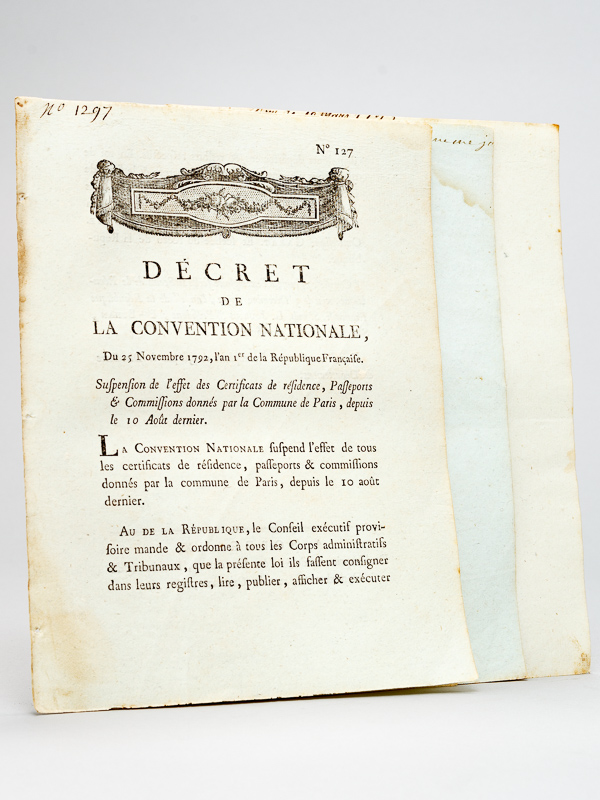 Nº 1297
Nº 127
DÉCRET
DE
LA CONVENTION NATIONALE,
Du 25 Novembre 1792, l'an 1er de la République Françaiſe.
Suſpenſion de l'effet des Certificats de réſidence, Paſſeports
& Commiſſions donnés par la Commune de Paris, depuis
le 10 Août dernier.
LA CONVENTION NATIONALE ſuſpend l'effet de tous
les certificats de réſidence, paſſeports & commiſſions
donnés par la commune de Paris, depuis le 10 août
dernier.
AU DE LA RÉPUBLIQUE, le Conſeil exécutif provi-
ſoire mande & ordonne à tous les Corps adminiſtratifs
& Tribunaux, que la préſente loi ils faſſent conſigner
dans leurs regiſtres, lire, publier, afficher & exécuter